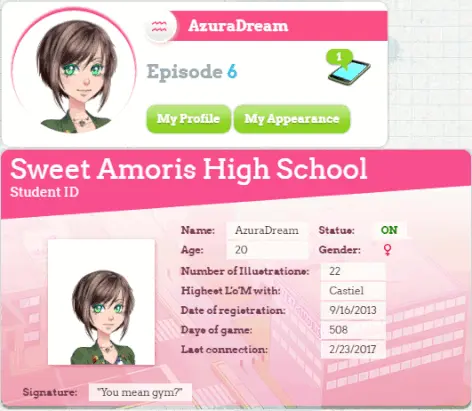 AzuraDream
Episode 6
1
My Profile My Appearance
Sweet Amoris High School
Student ID
Name: AzuraDream Status: ON
Age: 20 Gender: ♀
Number of Illustrations: 22
Highest L'o'M with: Castiel
Date of registration: 9/16/2013
Days of game: 508
Last connection: 2/23/2017
Signature: "You mean gym?"